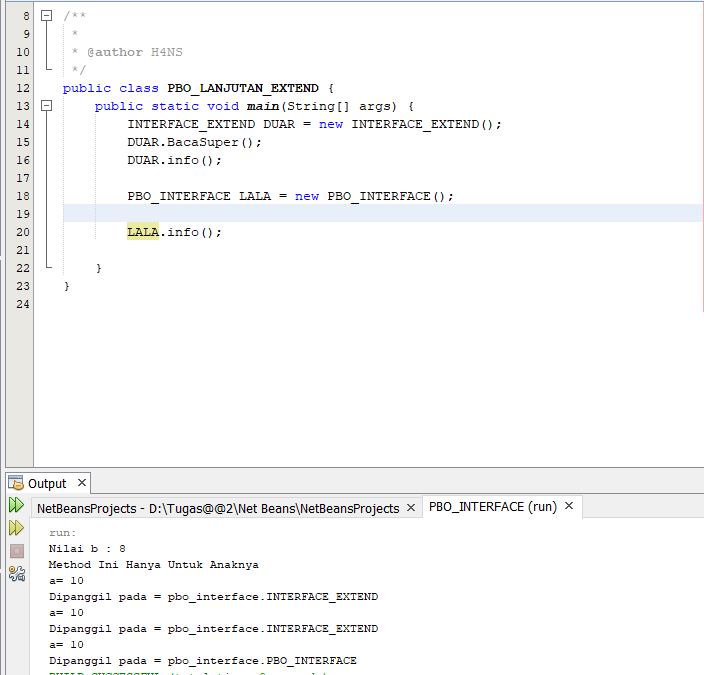 8 /**
9 *
10 * @author H4NS
11 */
12 public class PBO_LANJUTAN_EXTEND {
13 public static void main(String[] args) {
14 INTERFACE_EXTEND DUAR = new INTERFACE_EXTEND();
15 DUAR.BacaSuper();
16 DUAR.info();
17
18 PBO_INTERFACE LALA = new PBO_INTERFACE();
19
20 LALA.info();
21
22 }
23 }
24
Output
NetBeansProjects - D:\Tugas@@2\Net Beans\NetBeansProjects PBO_INTERFACE (run)
run:
Nilai b : 8
Method Ini Hanya Untuk Anaknya
a= 10
Dipanggil pada = pbo_interface.INTERFACE_EXTEND
a= 10
Dipanggil pada = pbo_interface.INTERFACE_EXTEND
a= 10
Dipanggil pada = pbo_interface.PBO_INTERFACE